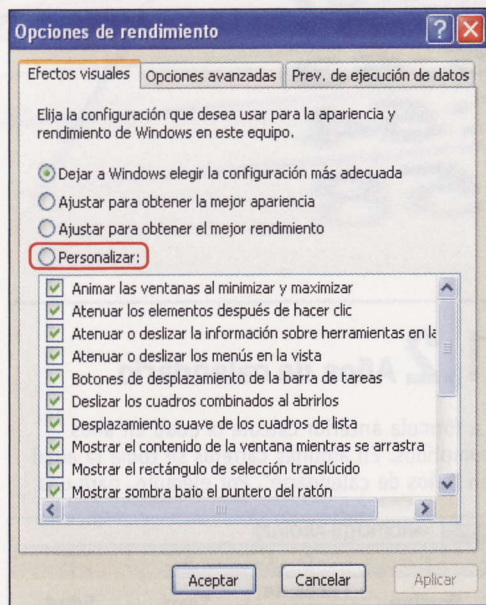 Opciones de rendimiento
Efectos visuales
Opciones avanzadas
Prev. de ejecución de datos
Elija la configuración que desea usar para la apariencia y
rendimiento de Windows en este equipo.
Dejar a Windows elegir la configuración más adecuada
Ajustar para obtener la mejor apariencia
Ajustar para obtener el mejor rendimiento
Personalizar:
Animar las ventanas al minimizar y maximizar
Atenuar los elementos después de hacer clic
Atenuar o deslizar la información sobre herramientas en la
Atenuar o deslizar los menús en la vista
Botones de desplazamiento de la barra de tareas
Deslizar los cuadros combinados al abrirlos
Desplazamiento suave de los cuadros de lista
Mostrar el contenido de la ventana mientras se arrastra
Mostrar el rectángulo de selección translúcido
Mostrar sombra bajo el puntero del ratón
Aceptar
Cancelar
Aplicar